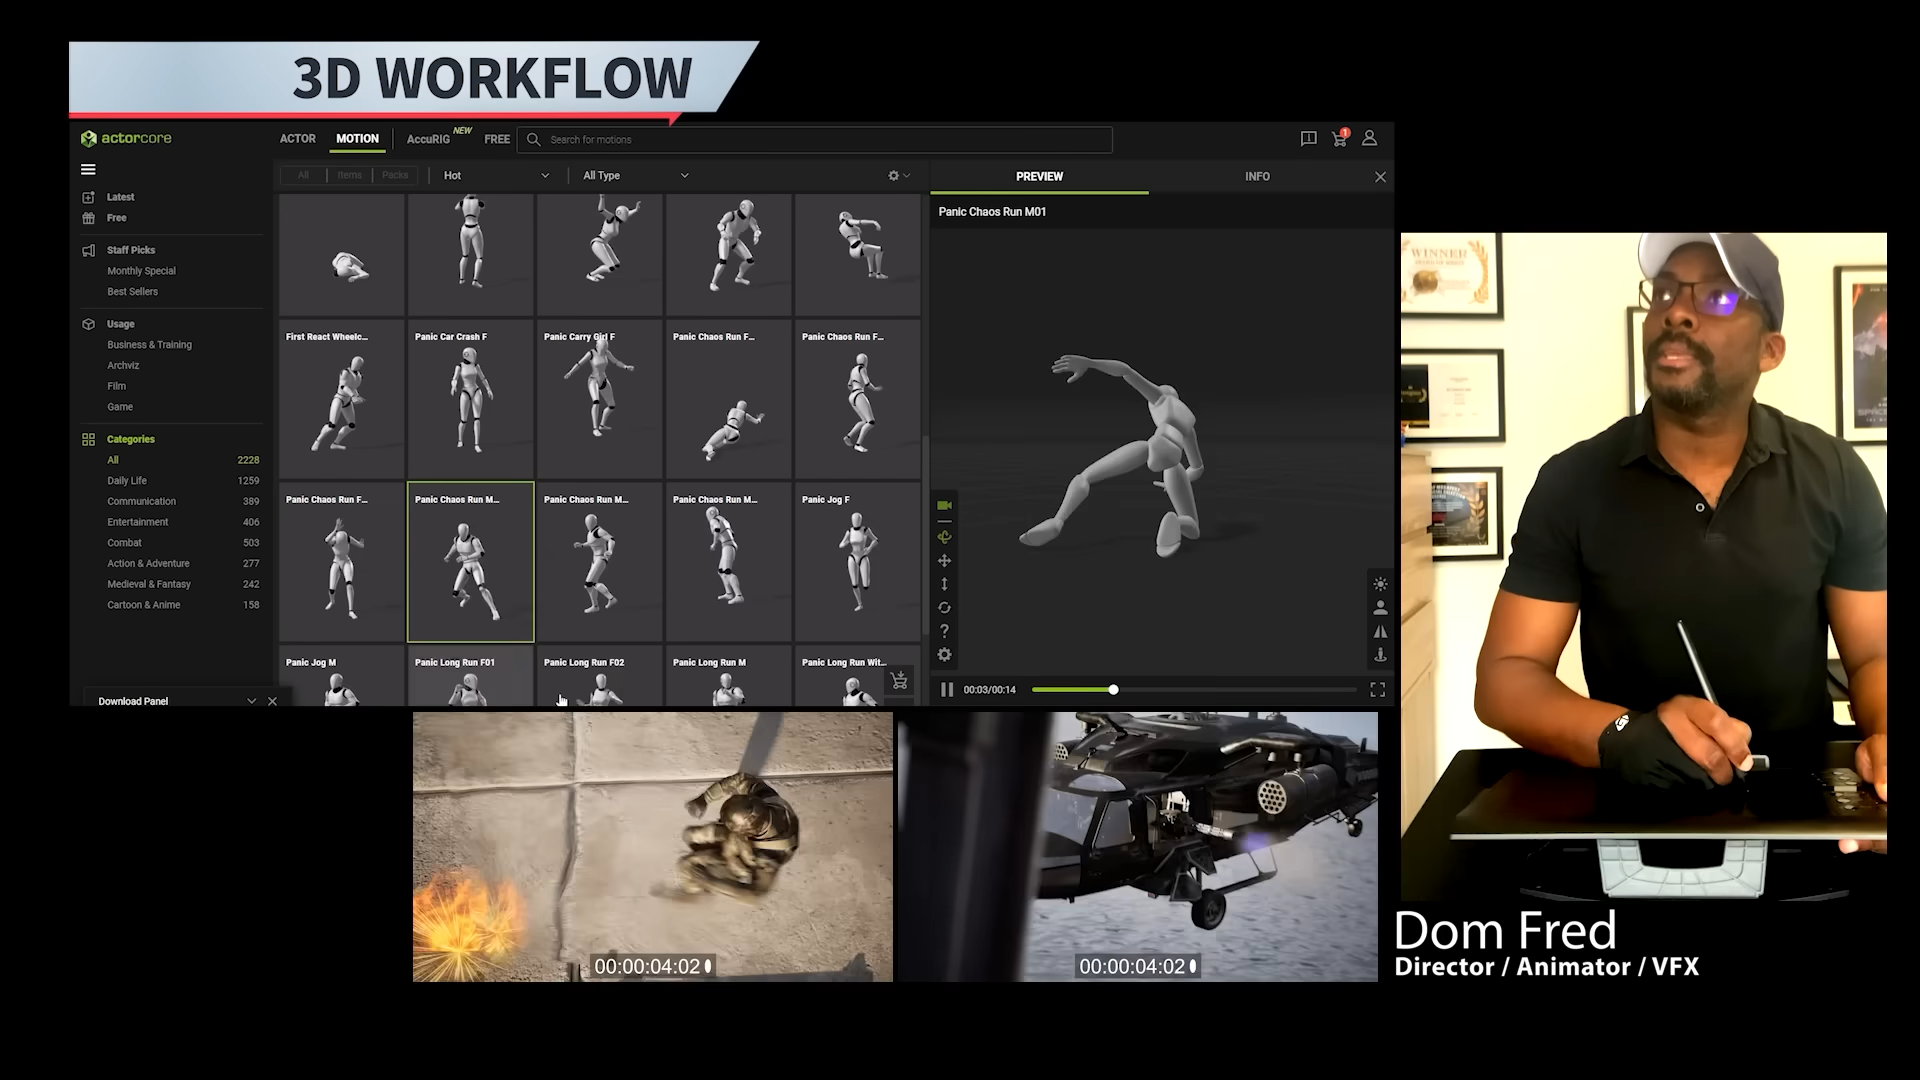 3D WORKFLOW
actorcore
ACTOR
MOTION
AccuRIG
NEW
FREE
Search for motions
1
All
Items
Packs
Hot
All Type
PREVIEW
INFO
Panic Chaos Run M01
Latest
Free
Staff Picks
Monthly Special
Best Sellers
Usage
Business & Training
Archviz
Film
Game
Categories
All 2228
Daily Life 1259
Communication 389
Entertainment 406
Combat 503
Action & Adventure 277
Medieval & Fantasy 242
Cartoon & Anime 158
Download Panel
First React Wheelc...
Panic Car Crash F
Panic Carry Girl F
Panic Chaos Run F...
Panic Chaos Run F...
Panic Chaos Run F...
Panic Chaos Run M...
Panic Chaos Run M...
Panic Chaos Run M...
Panic Jog F
Panic Jog M
Panic Long Run F01
Panic Long Run F02
Panic Long Run M
Panic Long Run Wit...
00:03/00:14
WINNER
00:00:04:02
00:00:04:02
Dom Fred
Director / Animator / VFX